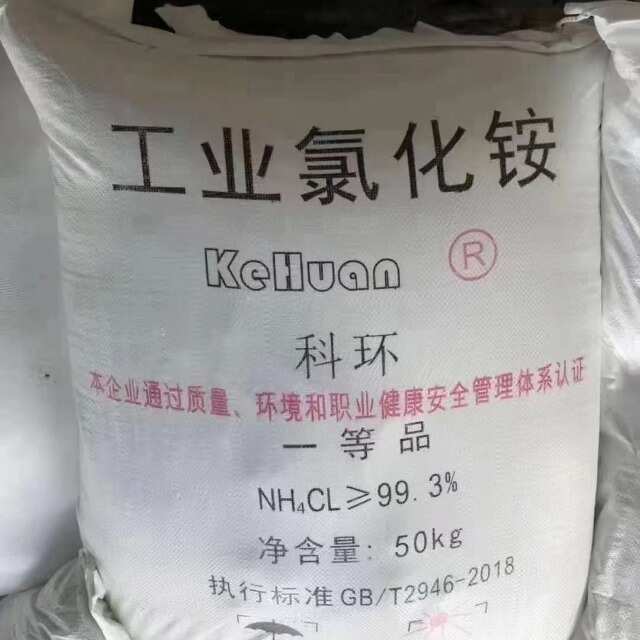 工业氯化铵
KeHuan ®
科环
本企业通过质量、环境和职业健康安全管理体系认证
一等品
NH₄CL≥99.3%
净含量: 50kg
执行标准 GB/T2946-2018